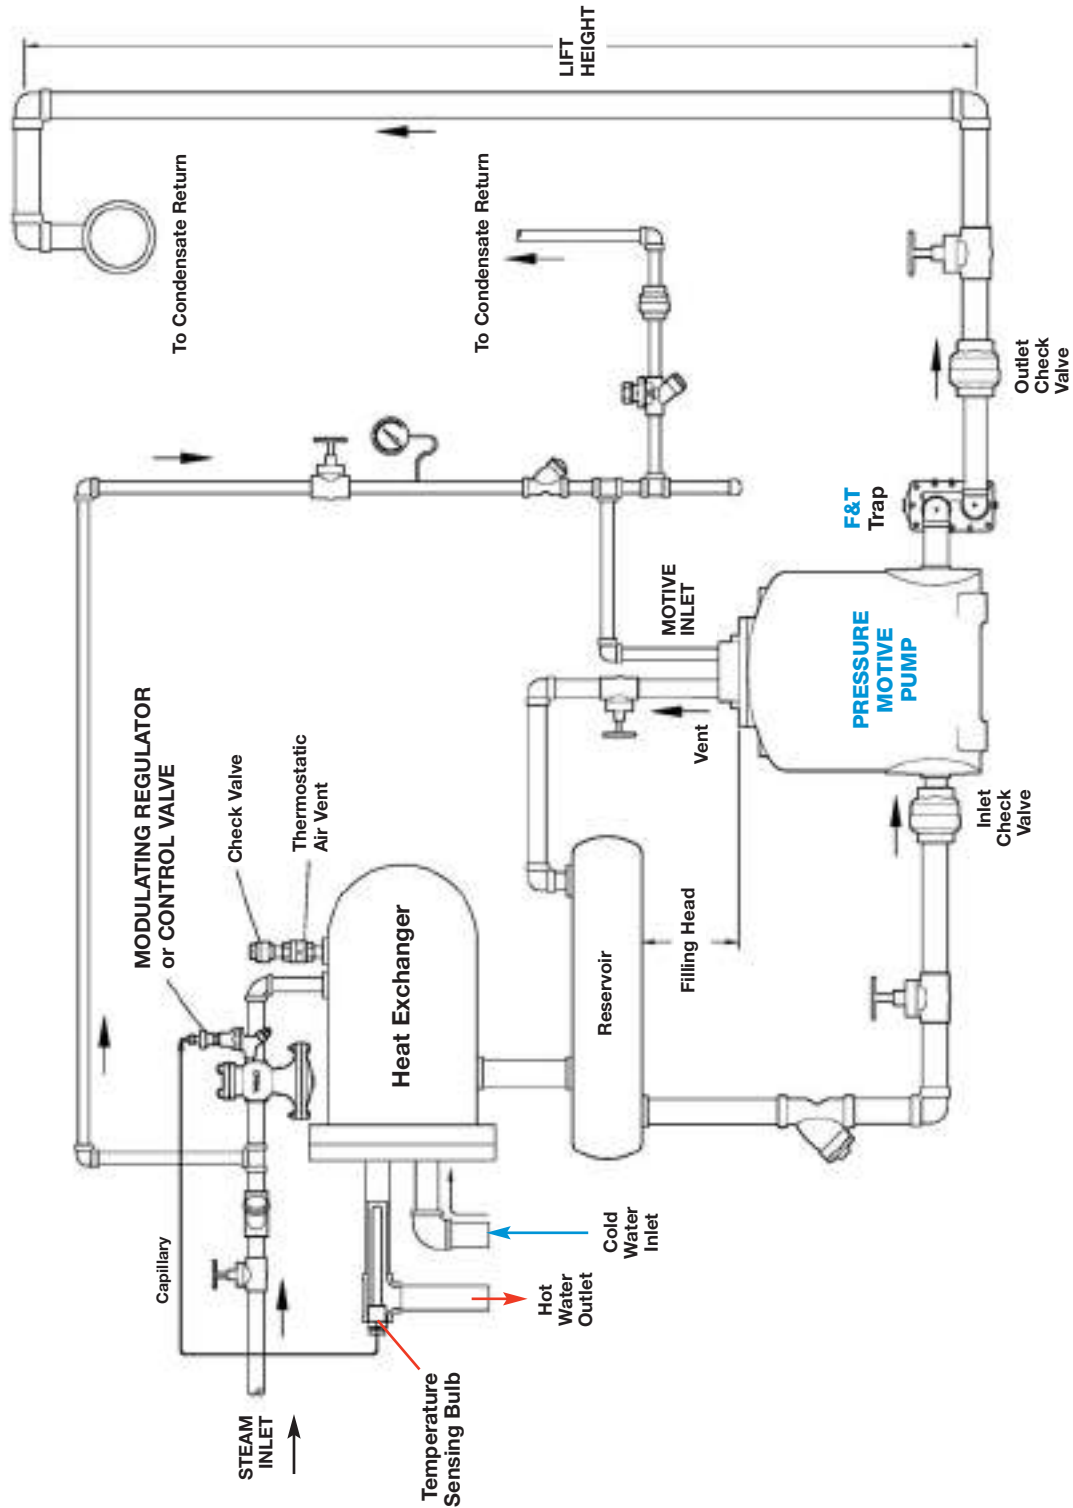 STEAM
INLET
Capillary
MODULATING REGULATOR
or CONTROL VALVE
Check Valve
Thermostatic
Air Vent
Temperature
Sensing Bulb
Hot
Water
Outlet
Cold
Water
Inlet
Heat Exchanger
Reservoir
Filling Head
Vent
MOTIVE
INLET
PRESSURE
MOTIVE
PUMP
Inlet
Check
Valve
F&T
Trap
Outlet
Check
Valve
To Condensate Return
To Condensate Return
LIFT
HEIGHT